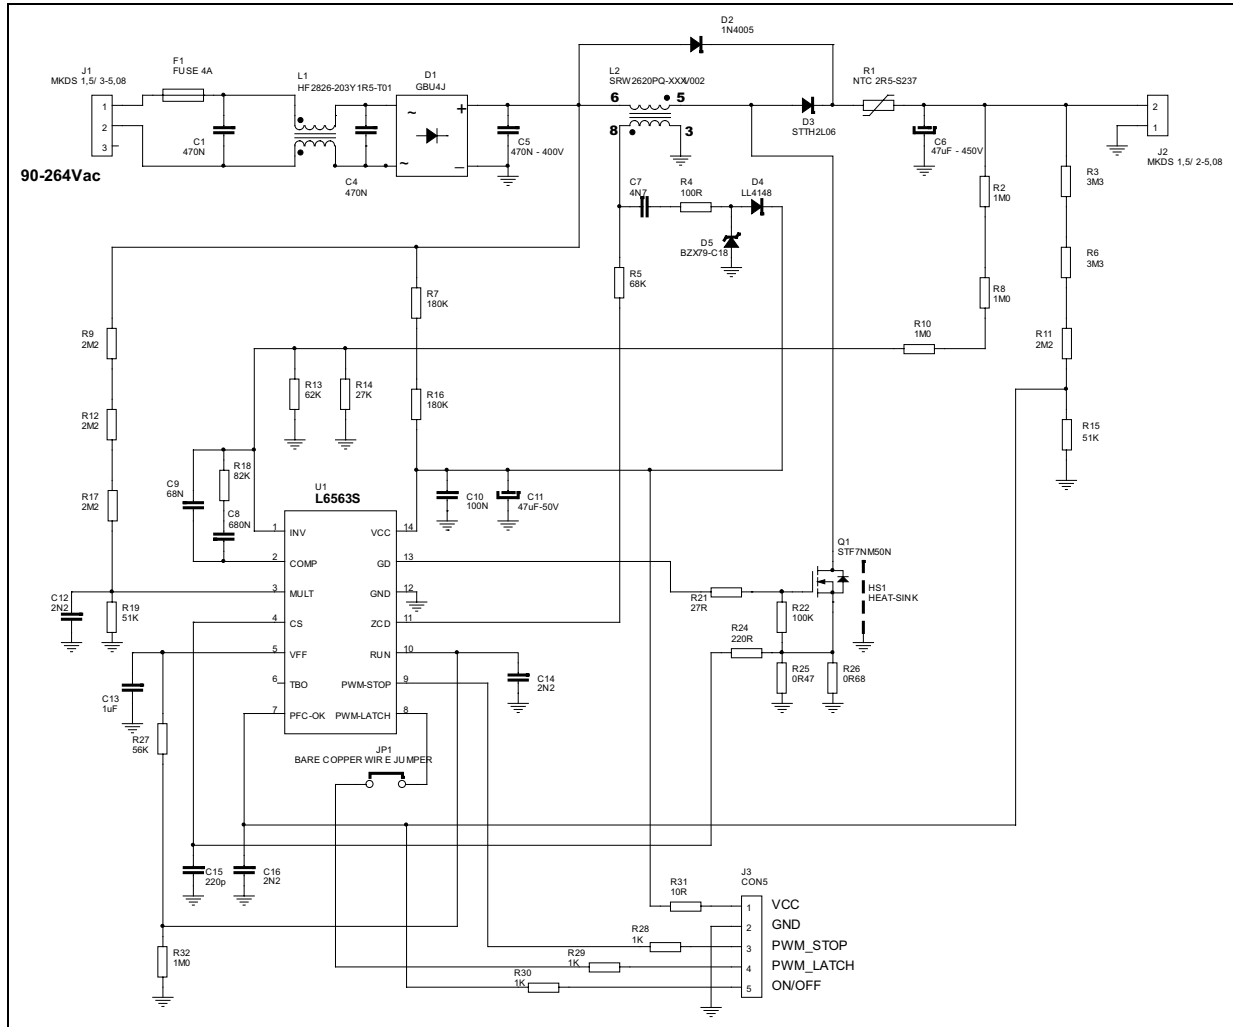 D2
1N4005
F1
FUSE 4A
J1
MKDS 1,5/ 3-5,08
L1
HF2826-203Y1R5-T01
D1
GBU4J
L2
SRW2620PQ-XXXV002
R1
NTC 2R5-S237
1
2
3
~
~
+
−
6
5
8
3
2
1
C1
470N
C4
470N
C5
470N - 400V
D3
STTH2L06
C6
47uF - 450V
J2
MKDS 1,5/ 2-5,08
90-264Vac
C7
4N7
R4
100R
D4
LL4148
D5
BZX79-C18
R2
1M0
R3
3M3
R5
68K
R6
3M3
R7
180K
R8
1M0
R9
2M2
R10
1M0
R11
2M2
R13
62K
R14
27K
R16
180K
R12
2M2
R15
51K
R18
82K
C9
68N
R17
2M2
C8
680N
U1
L6563S
C10
100N
C11
47uF-50V
1 INV VCC 14
2 COMP GD 13
3 MULT GND 12
4 CS ZCD 11
5 VFF RUN 10
6 TBO PWM-STOP 9
7 PFC-OK PWM-LATCH 8
Q1
STF7NM50N
HS1
HEAT-SINK
C12
2N2
R19
51K
R21
27R
R22
100K
R24
220R
R25
0R47
R26
0R68
C13
1uF
C14
2N2
R27
56K
JP1
BARE COPPER WIRE JUMPER
C15
220p
C16
2N2
J3
CON5
R31
10R
R28
1K
R29
1K
R30
1K
R32
1M0
1 VCC
2 GND
3 PWM_STOP
4 PWM_LATCH
5 ON/OFF